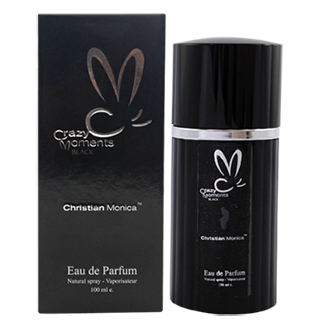 Crazy
Moments
BLACK
Christian Monica™
Eau de Parfum
Natural spray - Vaporisateur
100 ml e.
Crazy
Moments
BLACK
Christian Monica™
Eau de Parfum
Natural spray - Vaporisateur
100 ml e.